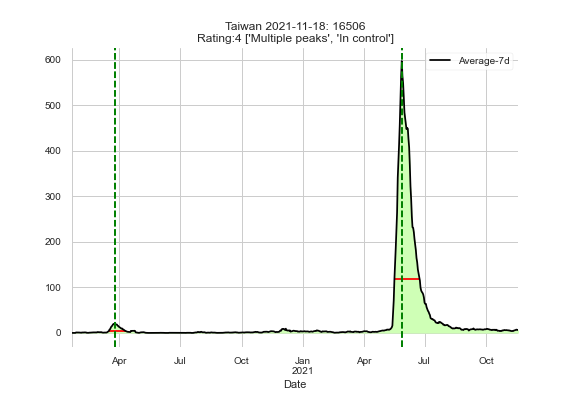 Taiwan 2021-11-18: 16506
Rating:4 ['Multiple peaks', 'In control']
Average-7d
600
500
400
300
200
100
0
Apr Jul Oct Jan Apr Jul Oct
2021
Date